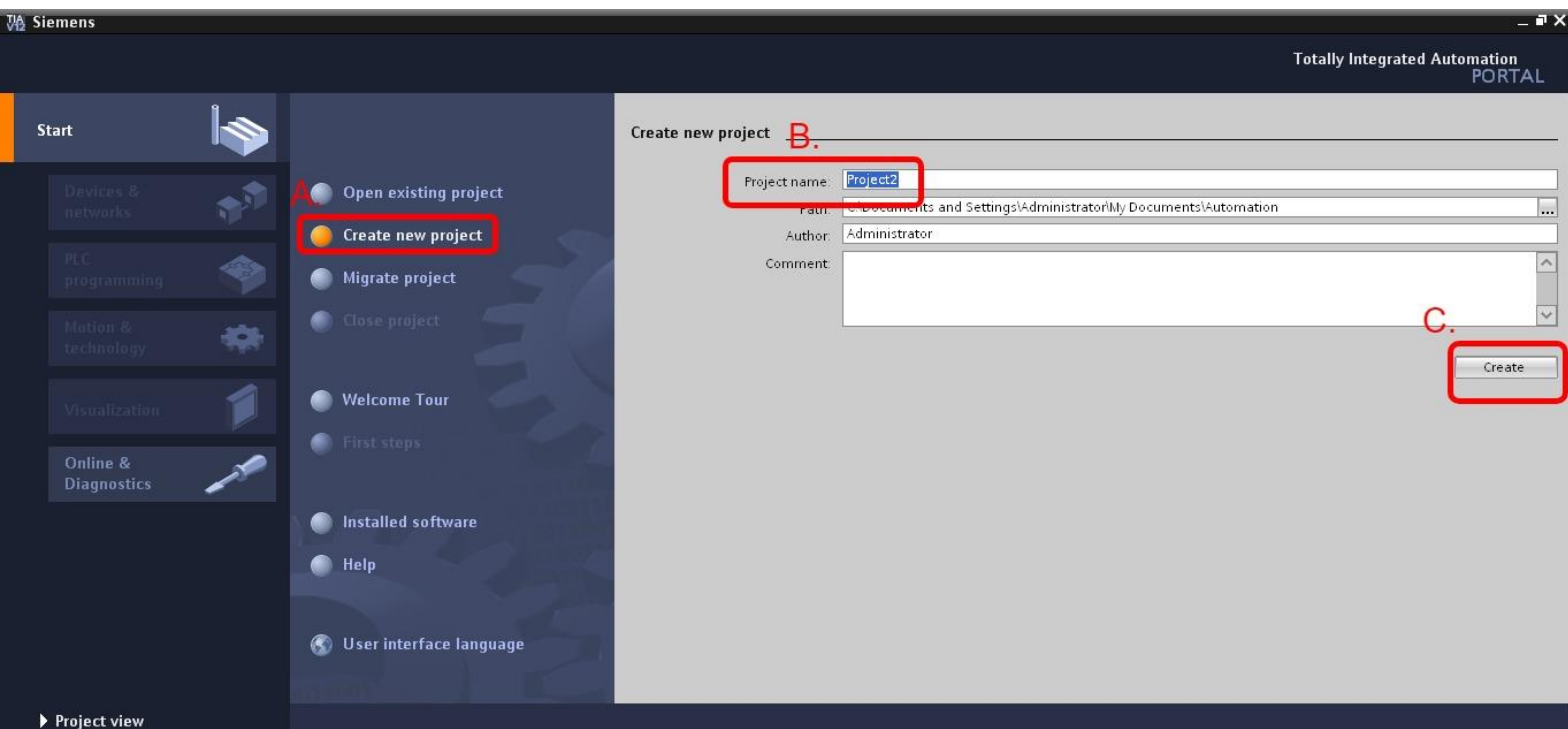 TIA
V12
Siemens
Totally Integrated Automation
PORTAL
Start
Devices &
networks
PLC
programming
Motion &
technology
Visualization
Online &
Diagnostics
Project view
A.
Open existing project
Create new project
Migrate project
Close project
Welcome Tour
First steps
Installed software
Help
User interface language
Create new project
B.
Project name: Project2
Path: C:\Documents and Settings\Administrator\My Documents\Automation
...
Author: Administrator
Comment:
C.
Create